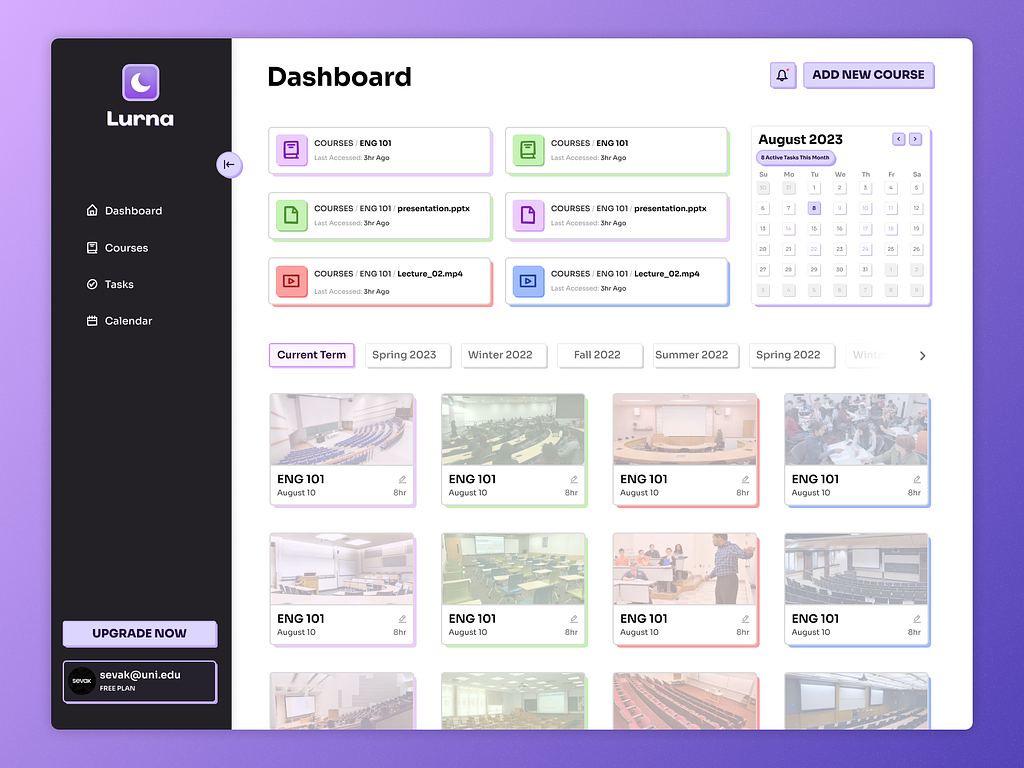 Lurna
Dashboard
Courses
Tasks
Calendar
UPGRADE NOW
sevak
sevak@uni.edu
FREE PLAN
Dashboard
ADD NEW COURSE
COURSES / ENG 101
Last Accessed: 3hr Ago
COURSES / ENG 101
Last Accessed: 3hr Ago
COURSES / ENG 101 / presentation.pptx
Last Accessed: 3hr Ago
COURSES / ENG 101 / presentation.pptx
Last Accessed: 3hr Ago
COURSES / ENG 101 / Lecture_02.mp4
Last Accessed: 3hr Ago
COURSES / ENG 101 / Lecture_02.mp4
Last Accessed: 3hr Ago
August 2023
8 Active Tasks This Month
Su Mo Tu We Th Fr Sa
30 31 1 2 3 4 5
6 7 8 9 10 11 12
13 14 15 16 17 18 19
20 21 22 23 24 25 26
27 28 29 30 31 1 2
3 4 5 6 7 8 9
Current Term Spring 2023 Winter 2022 Fall 2022 Summer 2022 Spring 2022
ENG 101
August 10 8hr
ENG 101
August 10 8hr
ENG 101
August 10 8hr
ENG 101
August 10 8hr
ENG 101
August 10 8hr
ENG 101
August 10 8hr
ENG 101
August 10 8hr
ENG 101
August 10 8hr